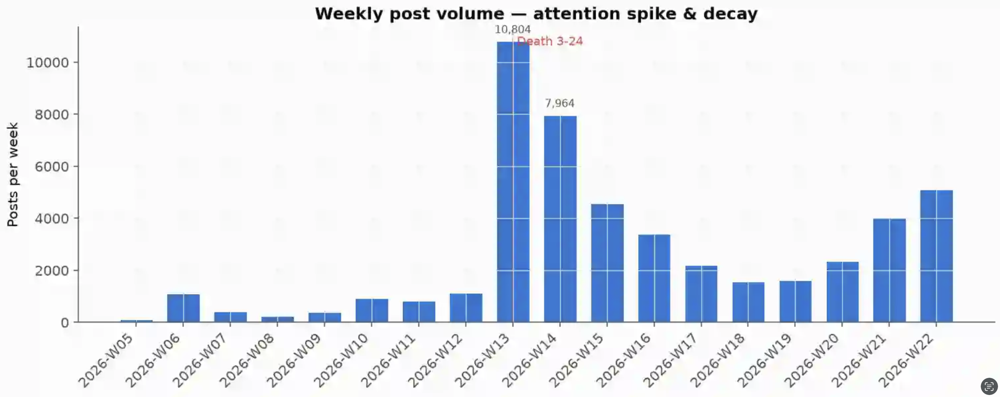 Weekly post volume — attention spike & decay
10,804
Death 3-24
7,964
Posts per week
10000
8000
6000
4000
2000
0
2026-W05
2026-W06
2026-W07
2026-W08
2026-W09
2026-W10
2026-W11
2026-W12
2026-W13
2026-W14
2026-W15
2026-W16
2026-W17
2026-W18
2026-W19
2026-W20
2026-W21
2026-W22